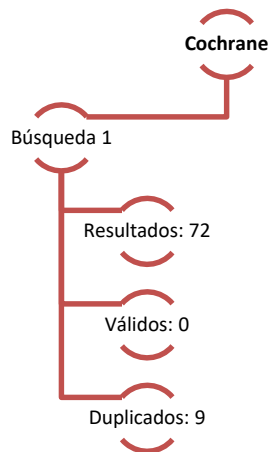 Cochrane
Búsqueda 1
Resultados: 72
Válidos: 0
Duplicados: 9